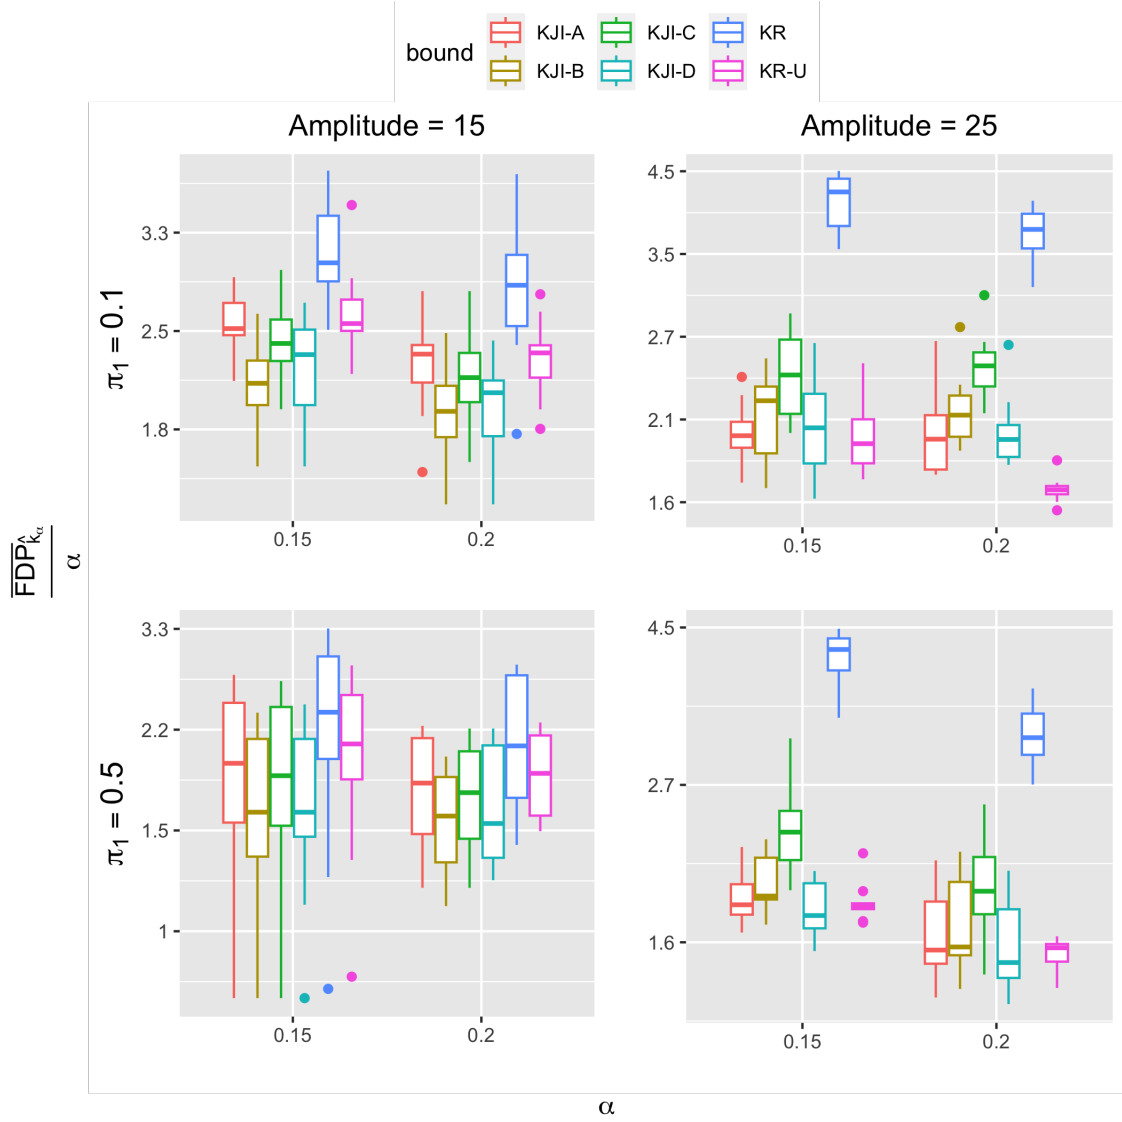 bound
KJI-A KJI-C KR
KJI-B KJI-D KR-U
Amplitude = 15 Amplitude = 25
π₁ = 0.1
3.3
2.5
1.8
0.15 0.2
4.5
3.5
2.7
2.1
1.6
0.15 0.2
FDP k̂α
α
π₁ = 0.5
3.3
2.2
1.5
1
0.15 0.2
4.5
2.7
1.6
0.15 0.2
α